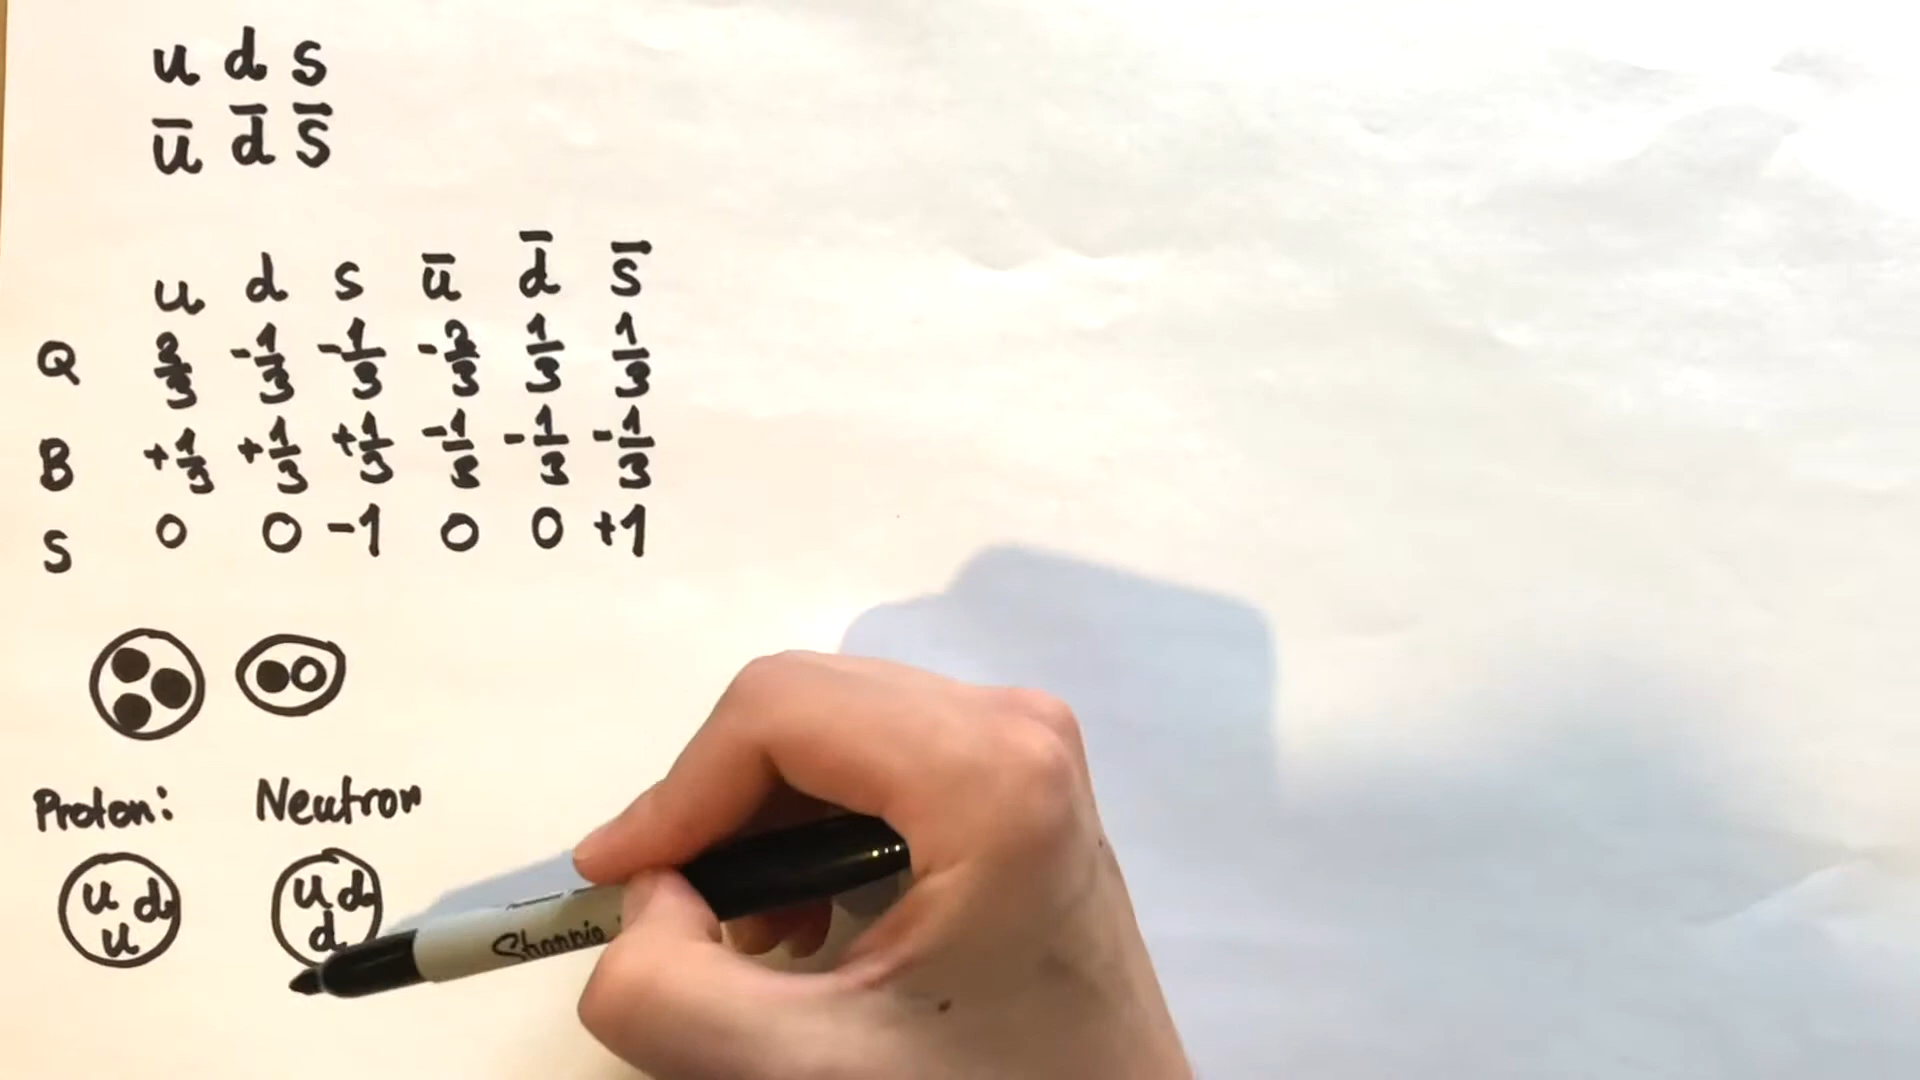 u d s
ū d̄ s̄
u d s ū d̄ s̄
Q 2/3 -1/3 -1/3 -2/3 1/3 1/3
B +1/3 +1/3 +1/3 -1/3 -1/3 -1/3
S 0 0 -1 0 0 +1
Proton: Neutron
u d u d
u d
Sharpie